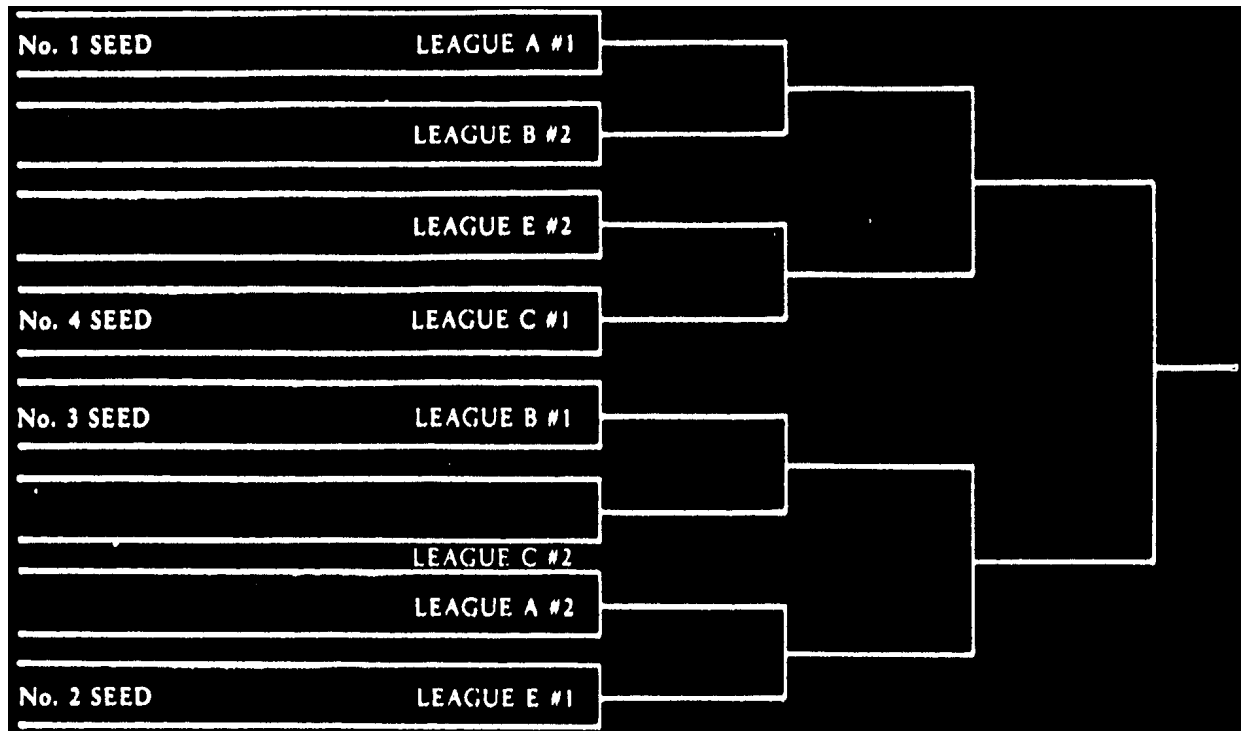 No. 1 SEED LEAGUE A #1
LEAGUE B #2
LEAGUE E #2
No. 4 SEED LEAGUE C #1
No. 3 SEED LEAGUE B #1
LEAGUE C #2
LEAGUE A #2
No. 2 SEED LEAGUE E #1